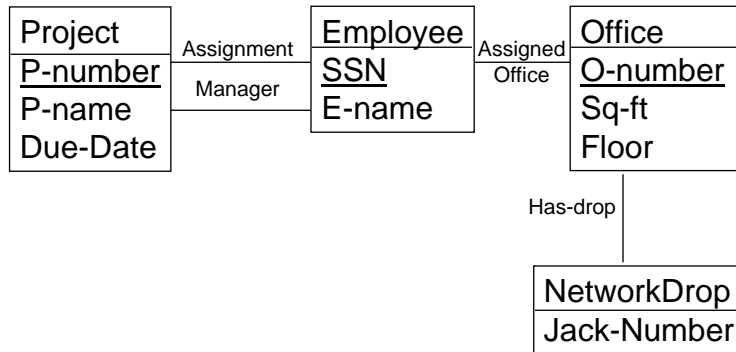 Project
P-number
P-name
Due-Date
Assignment
Manager
Employee
SSN
E-name
Assigned
Office
Office
O-number
Sq-ft
Floor
Has-drop
NetworkDrop
Jack-Number